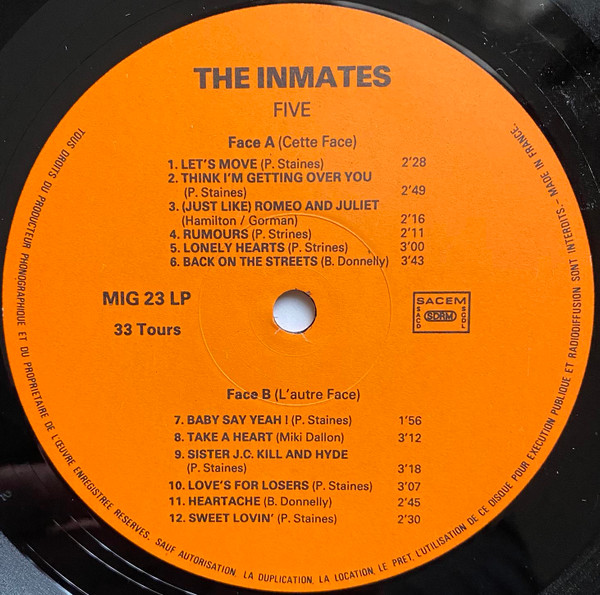 THE INMATES
FIVE
Face A (Cette Face)
1. LET'S MOVE (P. Staines) 2'28
2. THINK I'M GETTING OVER YOU
(P. Staines) 2'49
3. (JUST LIKE) ROMEO AND JULIET
(Hamilton / Gorman) 2'16
4. RUMOURS (P. Strines) 2'11
5. LONELY HEARTS (P. Strines) 3'00
6. BACK ON THE STREETS (B. Donnelly) 3'43
MIG 23 LP
33 Tours
SACEM
SACD SDRM SGDL
Face B (L'autre Face)
7. BABY SAY YEAH ! (P. Staines) 1'56
8. TAKE A HEART (Miki Dallon) 3'12
9. SISTER J.C. KILL AND HYDE
(P. Staines) 3'18
10. LOVE'S FOR LOSERS (P. Staines) 3'07
11. HEARTACHE (B. Donnelly) 2'45
12. SWEET LOVIN' (P. Staines) 2'30
TOUS DROITS DU PRODUCTEUR PHONOGRAPHIQUE ET DU PROPRIETAIRE DE L'ŒUVRE ENREGISTREE RESERVES. SAUF AUTORISATION LA DUPLICATION, LA LOCATION, LE PRET, L'UTILISATION DE CE DISQUE POUR EXECUTION PUBLIQUE ET RADIODIFFUSION SONT INTERDITS. - MADE IN FRANCE.